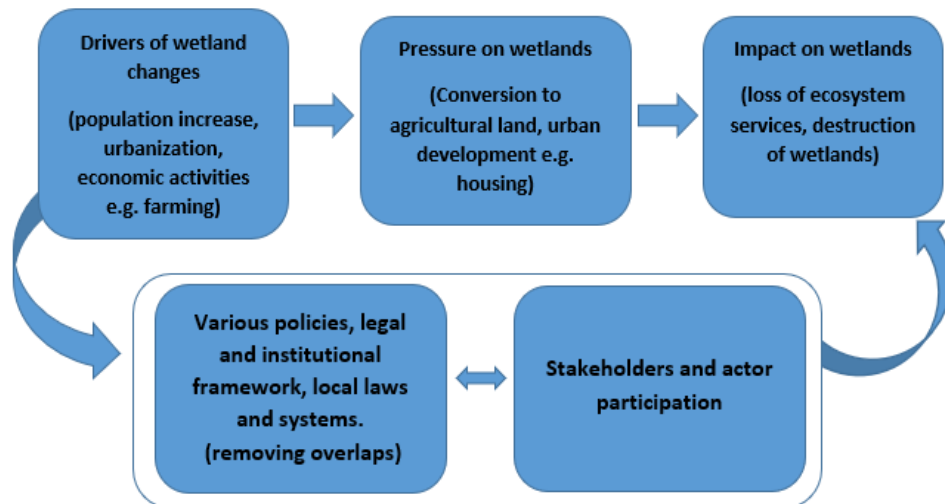 Drivers of wetland
changes
(population increase,
urbanization,
economic activities
e.g. farming)
Pressure on wetlands
(Conversion to
agricultural land, urban
development e.g.
housing)
Impact on wetlands
(loss of ecosystem
services, destruction
of wetlands)
Various policies, legal
and institutional
framework, local laws
and systems.
(removing overlaps)
Stakeholders and actor
participation